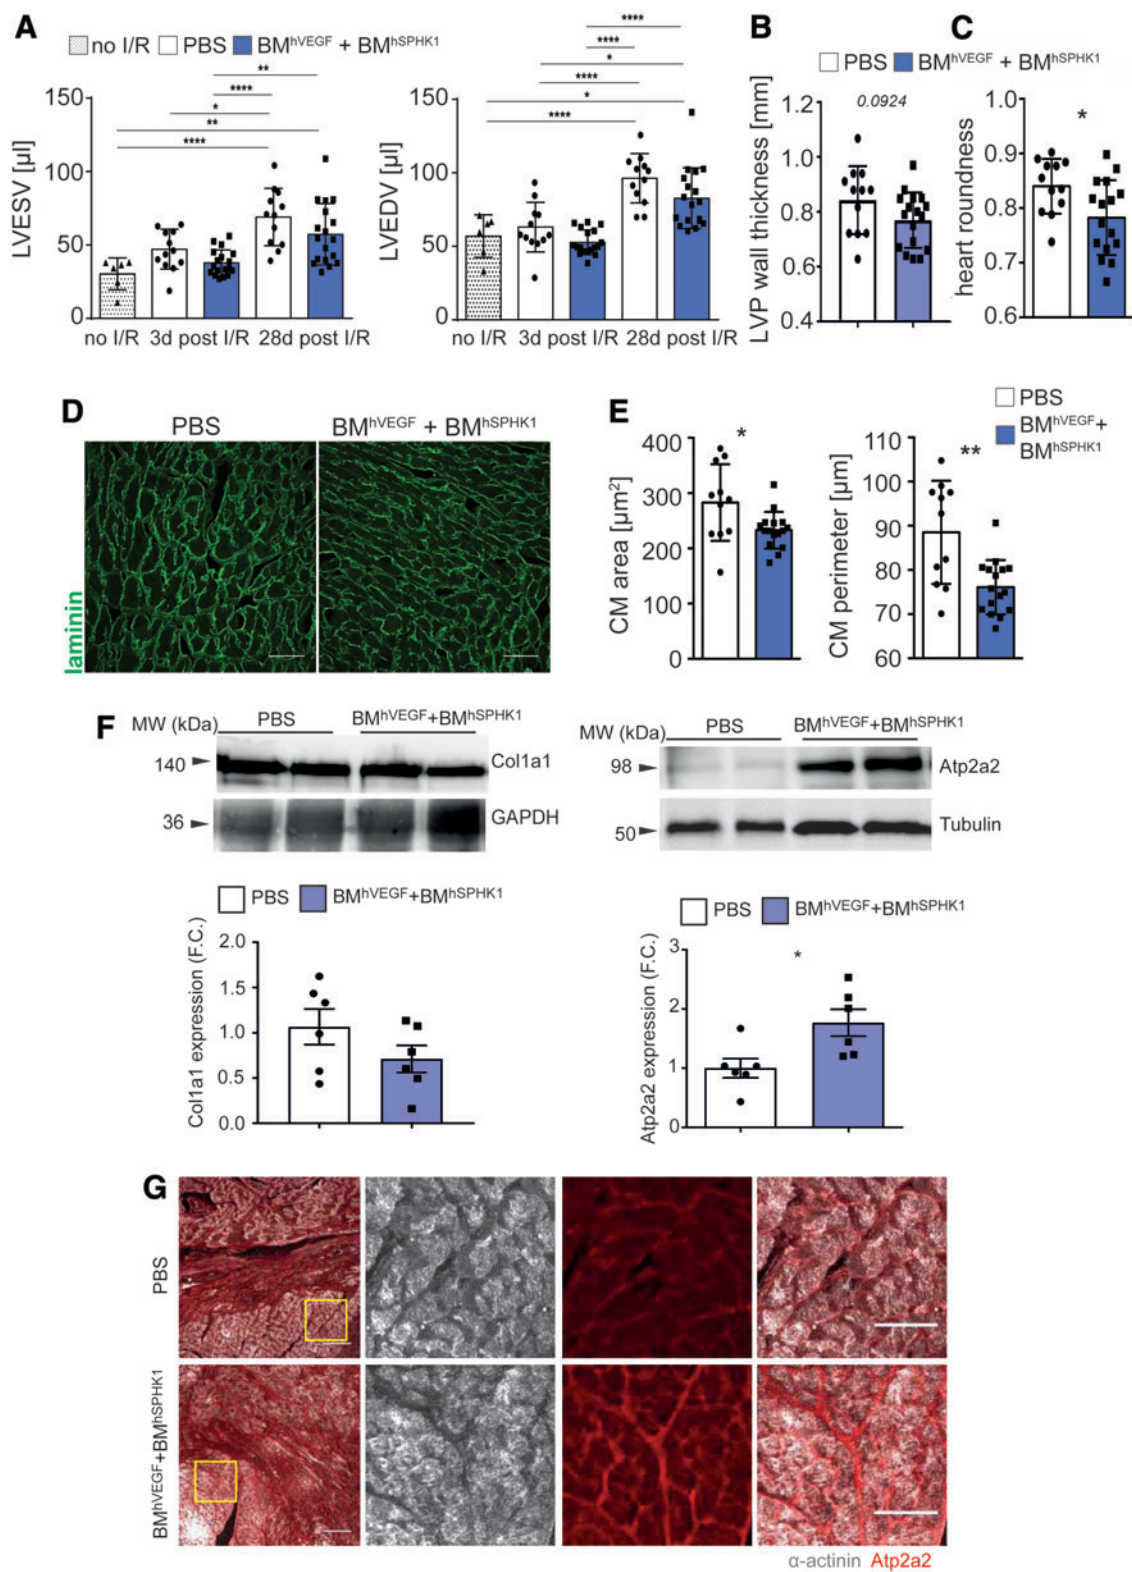 A
no I/R PBS BMhVEGF + BMhSPHK1
**
****
*
**
****
LVESV [µl]
150
100
50
0
no I/R 3d post I/R 28d post I/R
****
****
*
****
*
****
LVEDV [µl]
150
100
50
0
no I/R 3d post I/R 28d post I/R
B
C
PBS BMhVEGF + BMhSPHK1
0.0924
LVP wall thickness [mm]
1.2
1.0
0.8
0.6
0.4
*
heart roundness
1.0
0.9
0.8
0.7
0.6
D
PBS BMhVEGF + BMhSPHK1
laminin
E
PBS
BMhVEGF+
BMhSPHK1
*
CM area [µm2]
400
300
200
100
0
**
CM perimeter [µm]
110
100
90
80
70
60
F
MW (kDa) PBS BMhVEGF+BMhSPHK1
140 Col1a1
36 GAPDH
MW (kDa) PBS BMhVEGF+BMhSPHK1
98 Atp2a2
50 Tubulin
PBS BMhVEGF+BMhSPHK1
Col1a1 expression (F.C.)
2.0
1.5
1.0
0.5
0.0
PBS BMhVEGF+BMhSPHK1
*
Atp2a2 expression (F.C.)
3
2
1
0
G
PBS
BMhVEGF+BMhSPHK1
α-actinin Atp2a2